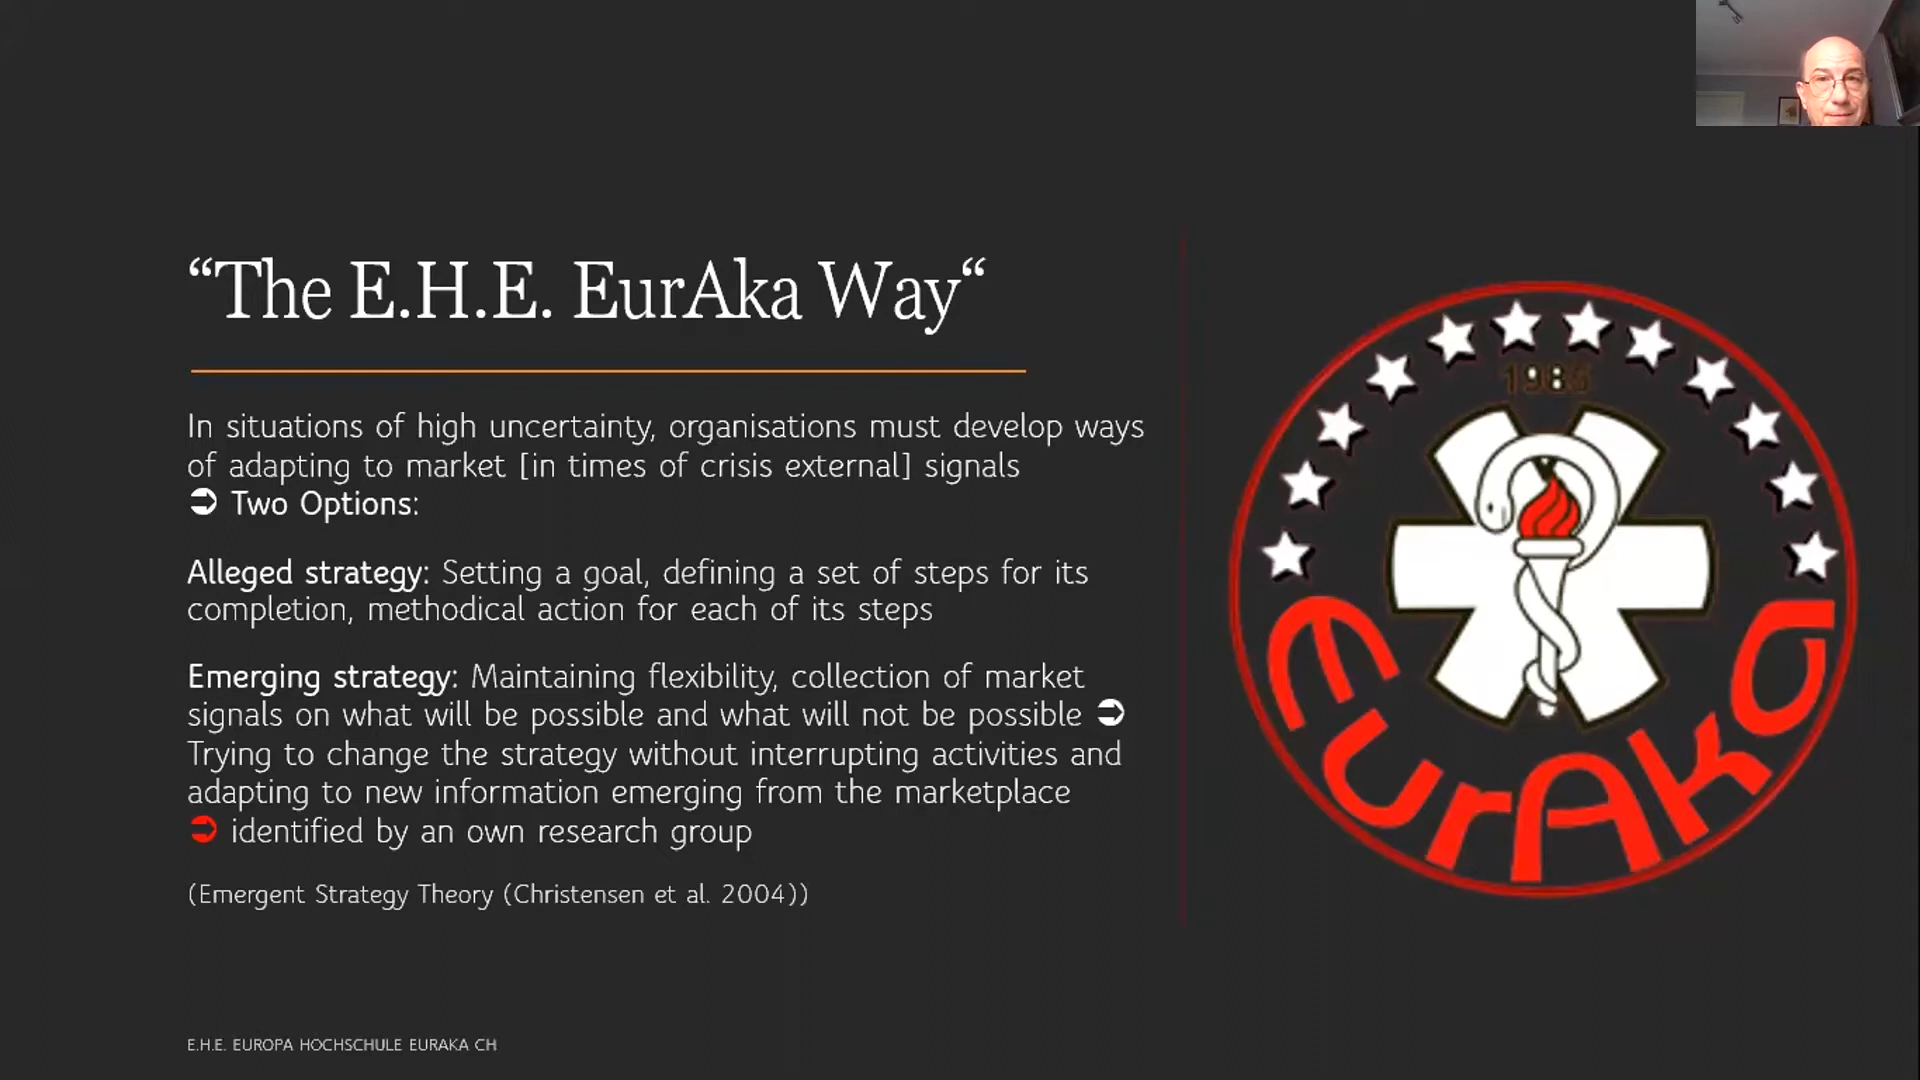 “The E.H.E. EurAka Way“
In situations of high uncertainty, organisations must develop ways
of adapting to market [in times of crisis external] signals
➲ Two Options:
Alleged strategy: Setting a goal, defining a set of steps for its
completion, methodical action for each of its steps
Emerging strategy: Maintaining flexibility, collection of market
signals on what will be possible and what will not be possible ➲
Trying to change the strategy without interrupting activities and
adapting to new information emerging from the marketplace
➲ identified by an own research group
(Emergent Strategy Theory (Christensen et al. 2004))
E.H.E. EUROPA HOCHSCHULE EURAKA CH
EurAka